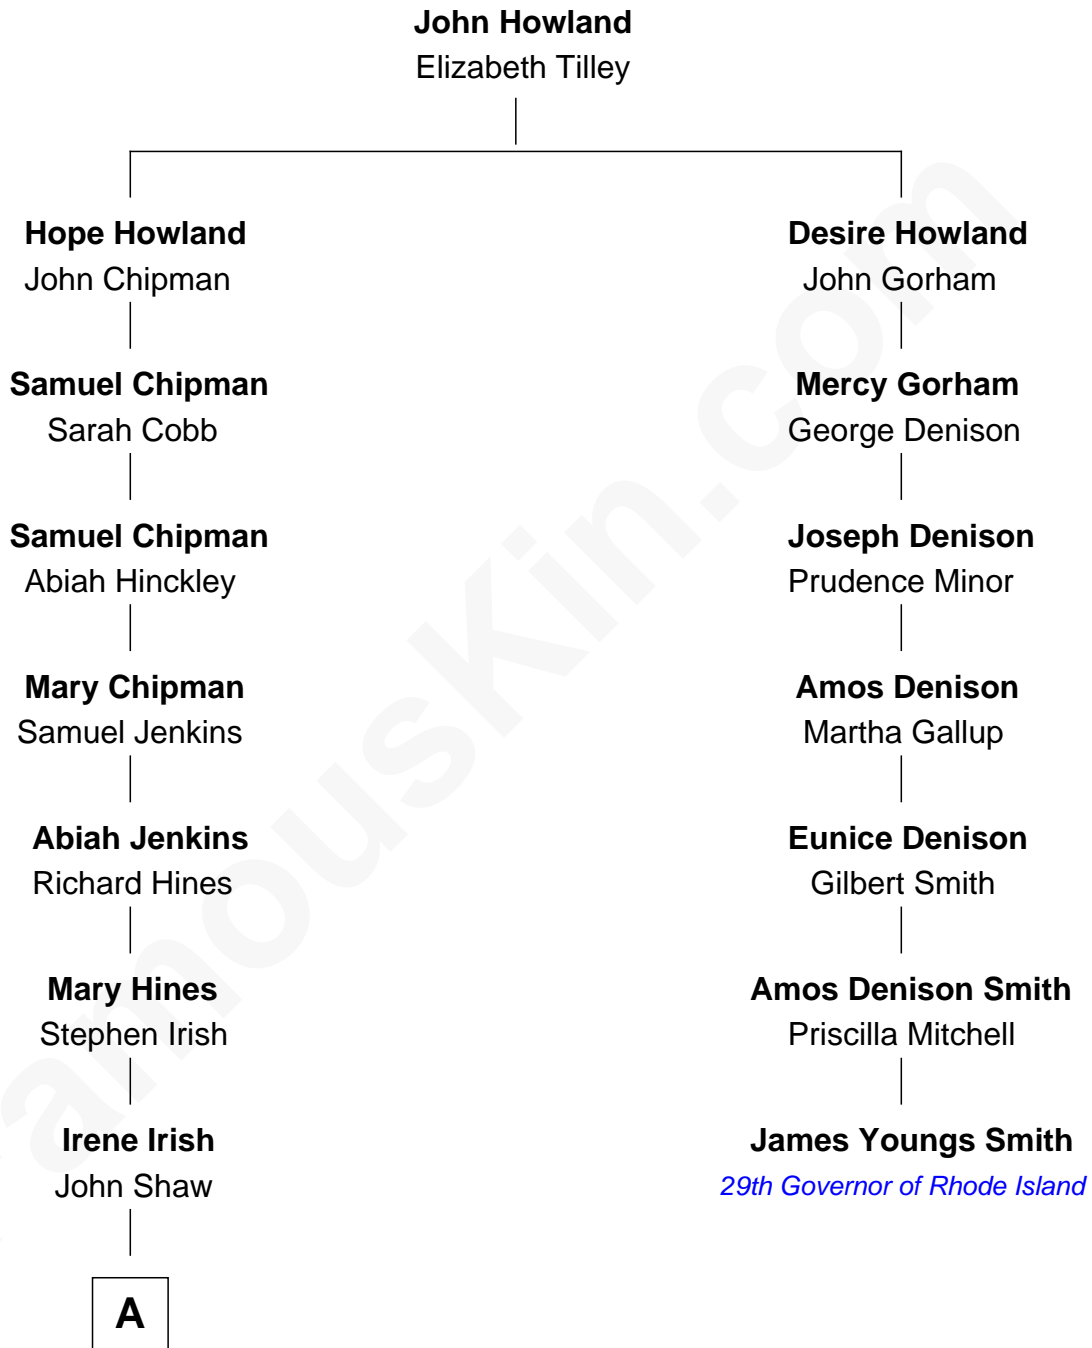 John Howland
Elizabeth Tilley
Hope Howland
John Chipman
Desire Howland
John Gorham
Samuel Chipman
Sarah Cobb
Mercy Gorham
George Denison
Samuel Chipman
Abiah Hinckley
Joseph Denison
Prudence Minor
Mary Chipman
Samuel Jenkins
Amos Denison
Martha Gallup
Abiah Jenkins
Richard Hines
Eunice Denison
Gilbert Smith
Mary Hines
Stephen Irish
Amos Denison Smith
Priscilla Mitchell
Irene Irish
John Shaw
James Youngs Smith
29th Governor of Rhode Island
A
amousKin.com